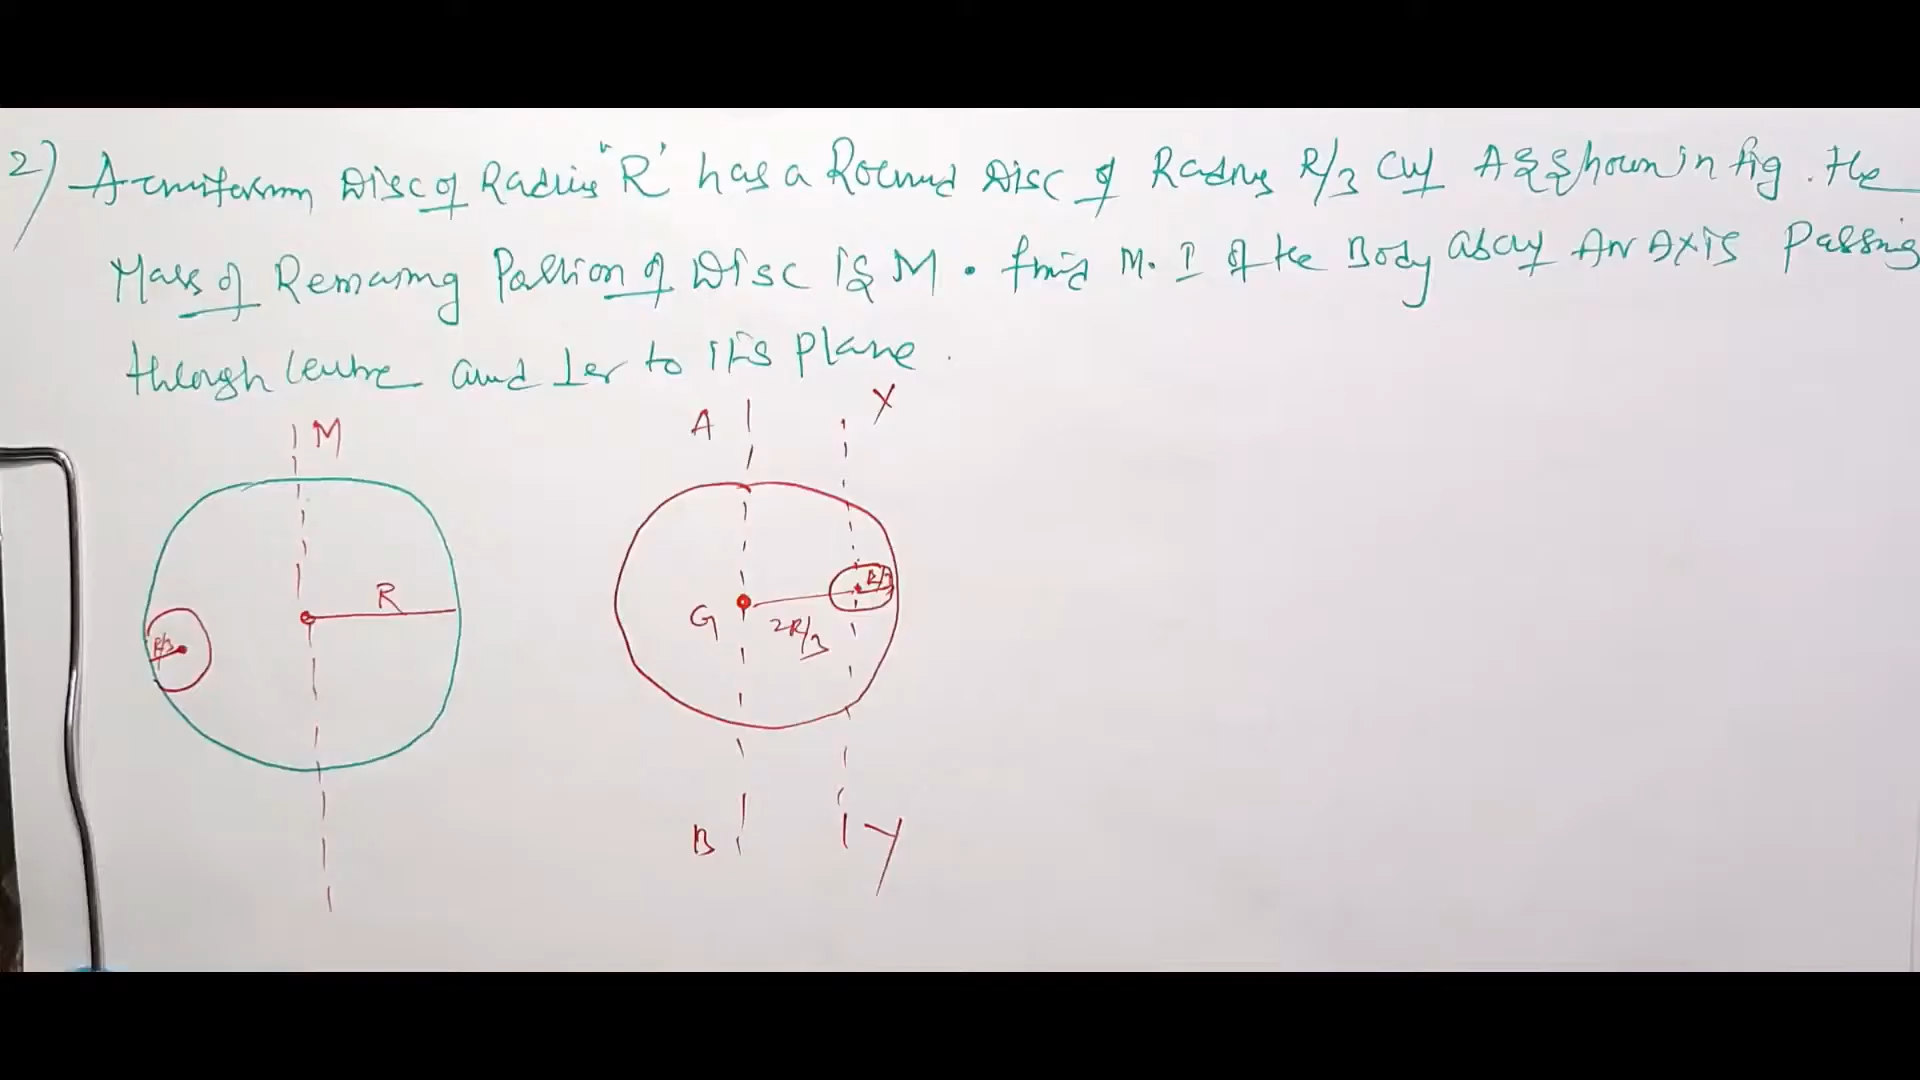 2) A uniform Disc of Radius "R" has a Round Disc of Radius R/3 cut As shown in fig. The
Mass of Remaining Portion of Disc is M. find M.I of the Body about An Axis Passing
through Centre and ⊥er to its plane.
M
R
R/3
A X
R/3
G 2R/3
B Y